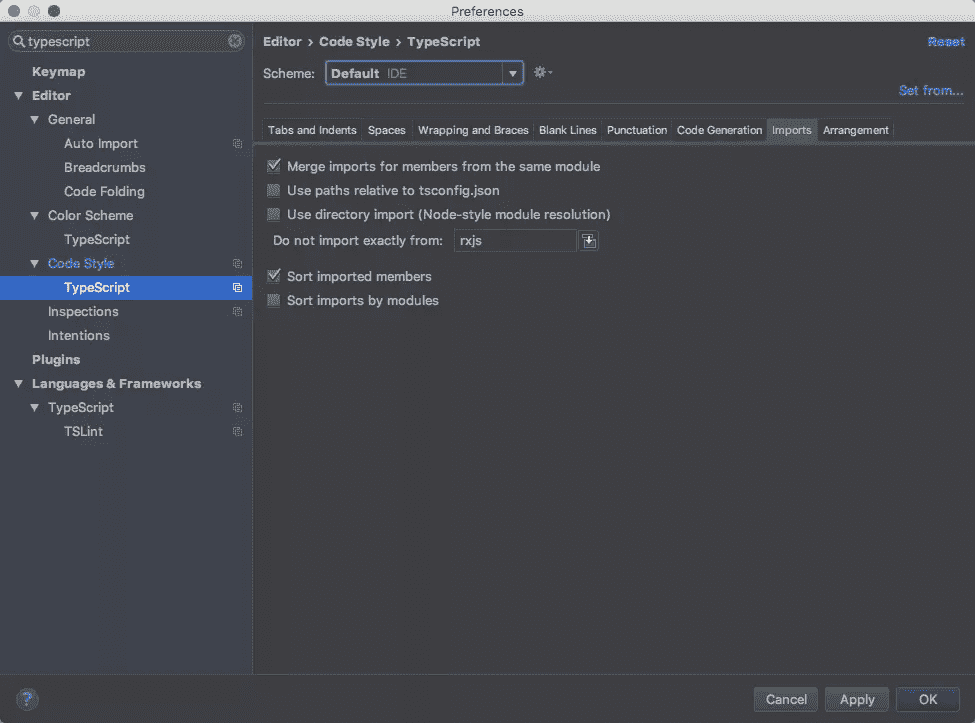 Preferences
typescript
Keymap
Editor
General
Auto Import
Breadcrumbs
Code Folding
Color Scheme
TypeScript
Code Style
TypeScript
Inspections
Intentions
Plugins
Languages & Frameworks
TypeScript
TSLint
Editor › Code Style › TypeScript
Reset
Scheme: Default IDE
Set from...
Tabs and Indents Spaces Wrapping and Braces Blank Lines Punctuation Code Generation Imports Arrangement
Merge imports for members from the same module
Use paths relative to tsconfig.json
Use directory import (Node-style module resolution)
Do not import exactly from: rxjs
Sort imported members
Sort imports by modules
?
Cancel Apply OK